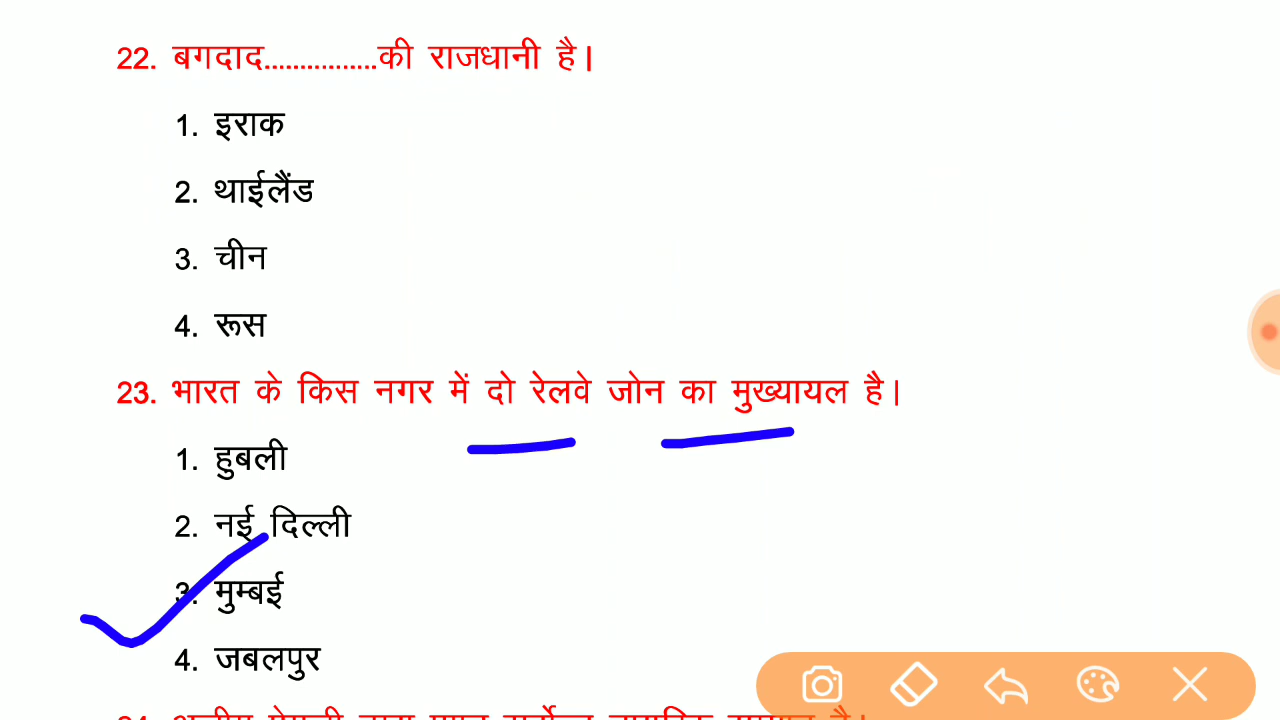 22. बगदाद................की राजधानी है|
1. इराक
2. थाईलैंड
3. चीन
4. रूस
23. भारत के किस नगर में दो रेलवे जोन का मुख्यायल है|
1. हुबली
2. नई दिल्ली
3. मुम्बई
4. जबलपुर